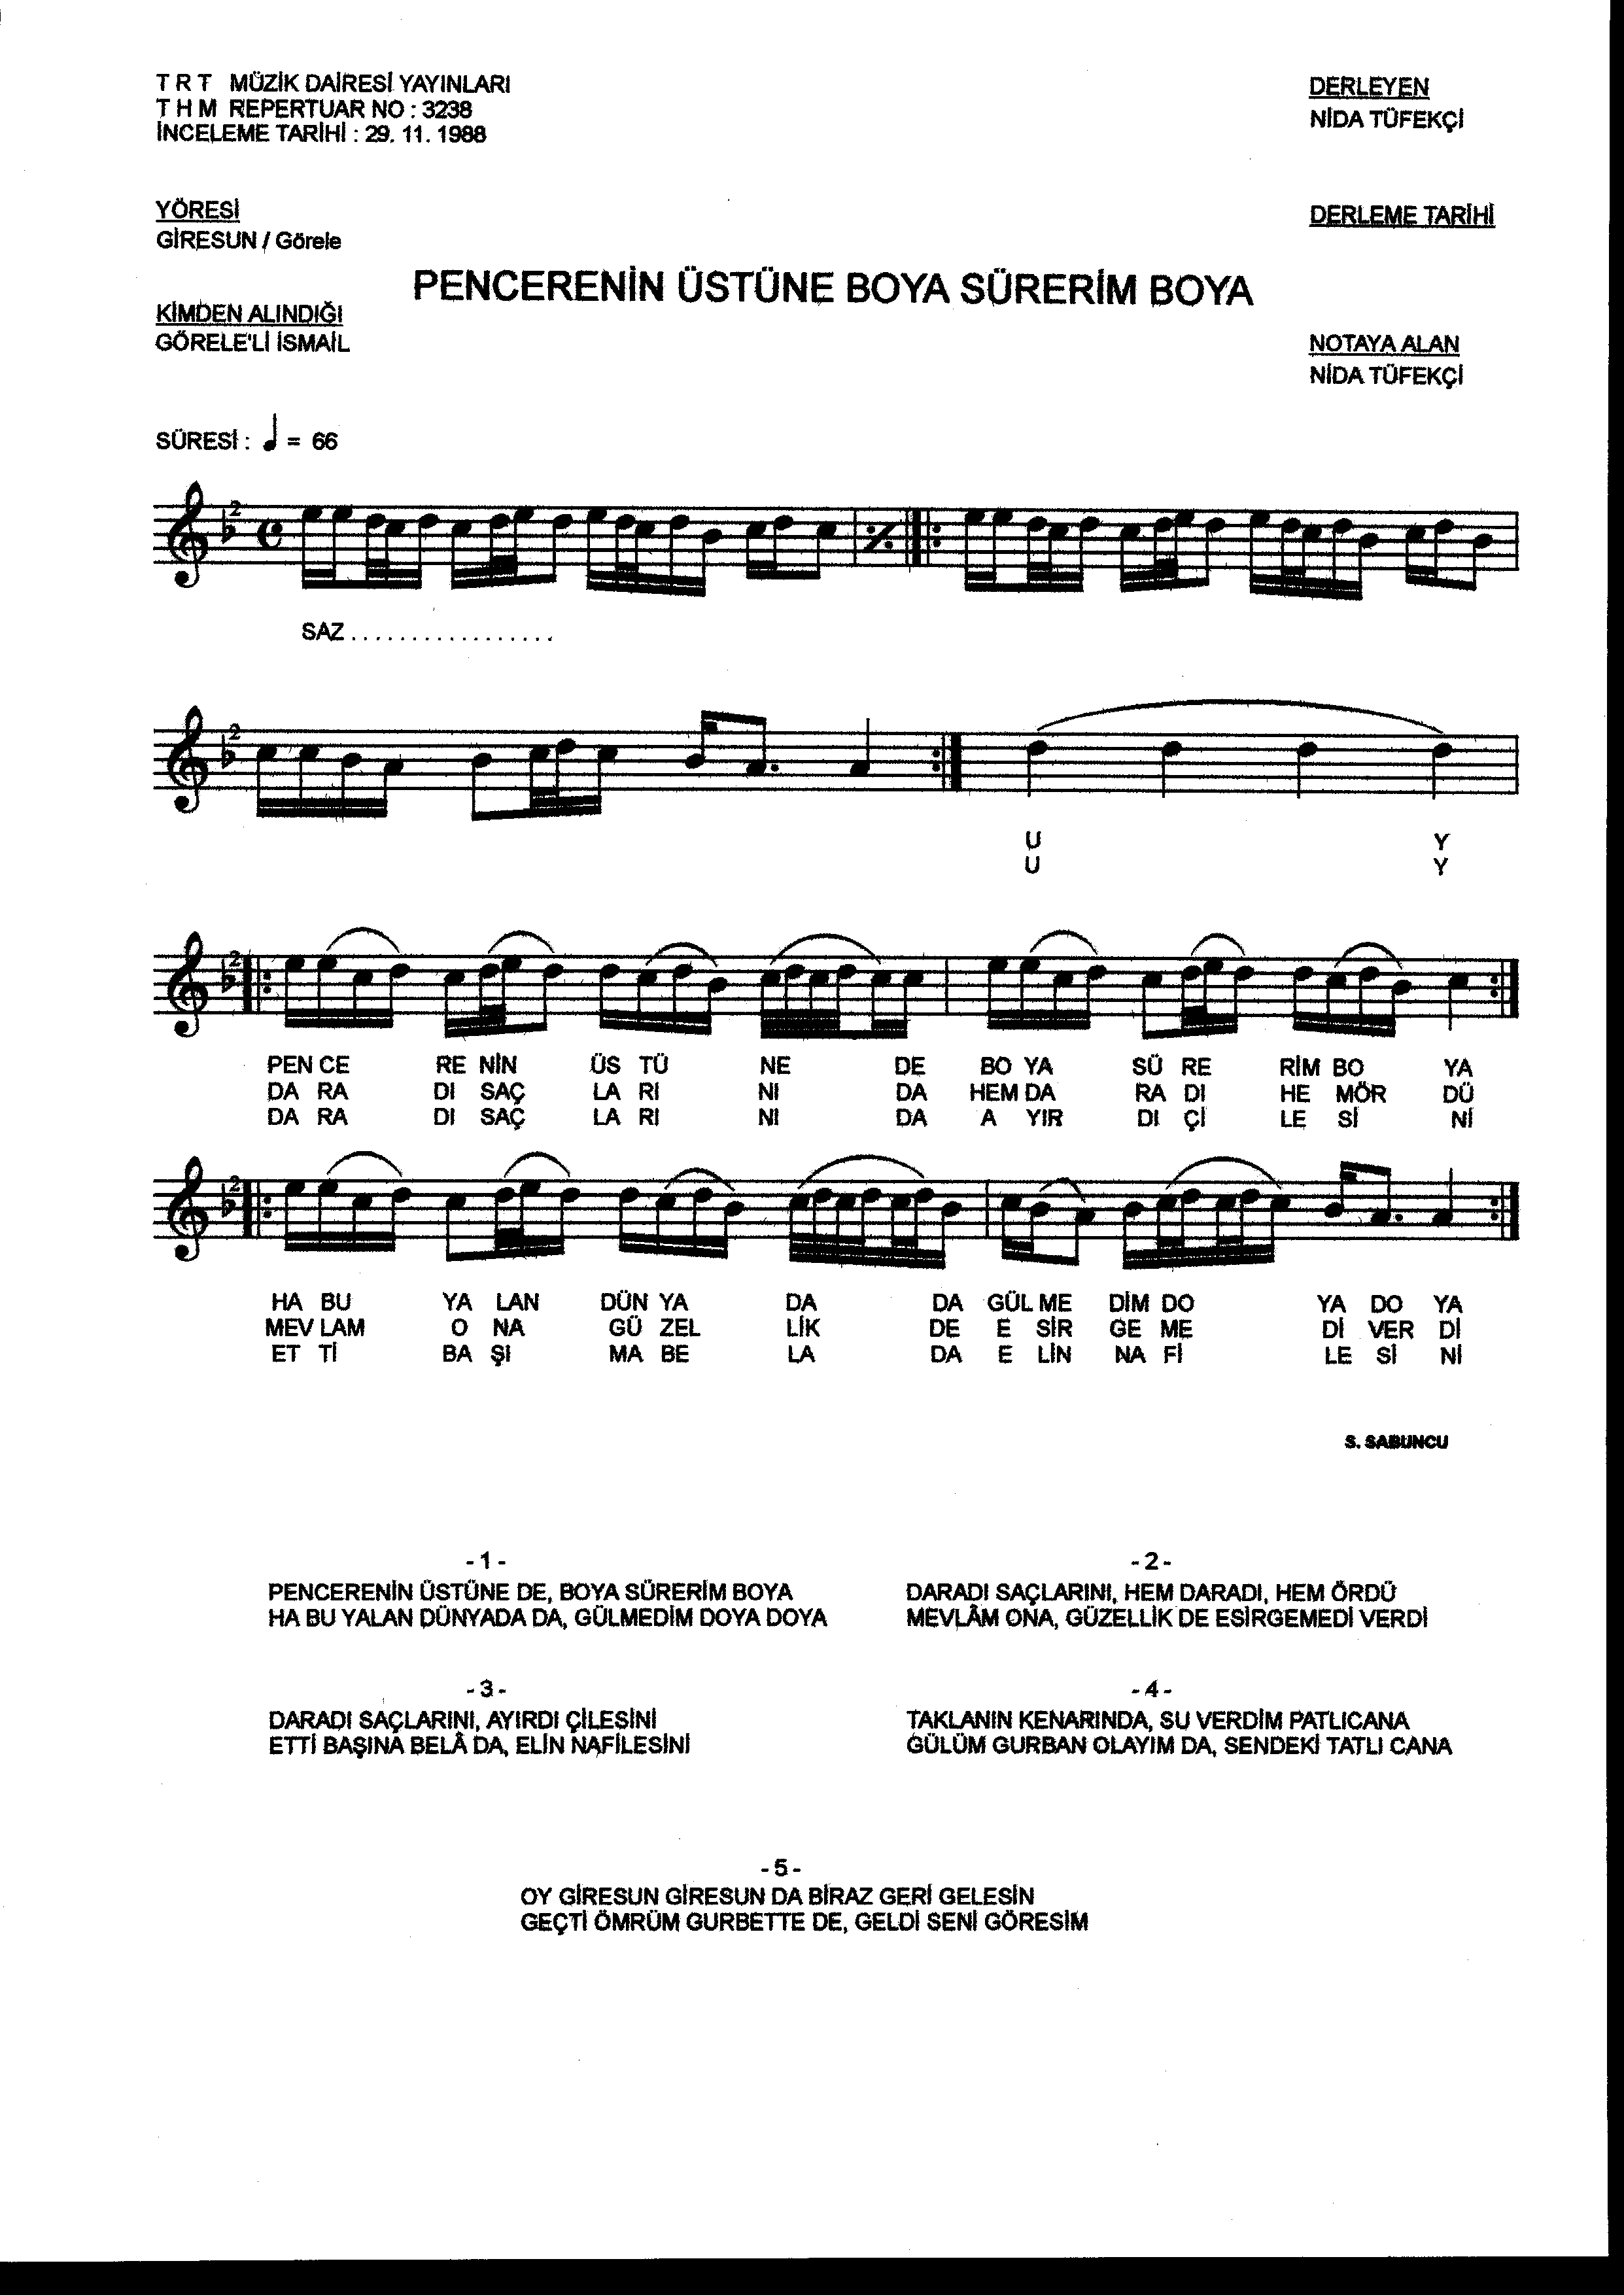 T R T MÜZİK DAİRESİ YAYINLARI
T H M REPERTUAR NO : 3238
İNCELEME TARİHİ : 29. 11. 1988
DERLEYEN
NİDA TÜFEKÇİ
YÖRESİ
GİRESUN / Görele
DERLEME TARİHİ
PENCERENİN ÜSTÜNE BOYA SÜRERİM BOYA
KİMDEN ALINDIĞI
GÖRELE'Lİ İSMAİL
NOTAYA ALAN
NİDA TÜFEKÇİ
SÜRESİ : ♩ = 66
SAZ . . . . . . . . . . . . . . . . .
U Y
U Y
PEN CE RE NİN ÜS TÜ NE DE BO YA SÜ RE RİM BO YA
DA RA DI SAÇ LA RI NI DA HEM DA RA DI HE MÖR DÜ
DA RA DI SAÇ LA RI NI DA A YIR DI Çİ LE Sİ Nİ
HA BU YA LAN DÜN YA DA DA GÜL ME DİM DO YA DO YA
MEV LAM O NA GÜ ZEL LİK DE E SİR GE ME Dİ VER Dİ
ET Tİ BA ŞI MA BE LA DA E LİN NA Fİ LE Sİ Nİ
S. SABUNCU
- 1 -
PENCERENİN ÜSTÜNE DE, BOYA SÜRERİM BOYA
HA BU YALAN DÜNYADA DA, GÜLMEDİM DOYA DOYA
- 2 -
DARADI SAÇLARINI, HEM DARADI, HEM ÖRDÜ
MEVLÂM ONA, GÜZELLİK DE ESİRGEMEDİ VERDİ
- 3 -
DARADI SAÇLARINI, AYIRDI ÇİLESİNİ
ETTİ BAŞINA BELÂ DA, ELİN NAFİLESİNİ
- 4 -
TAKLANIN KENARINDA, SU VERDİM PATLICANA
GÜLÜM GURBAN OLAYIM DA, SENDEKİ TATLI CANA
- 5 -
OY GİRESUN GİRESUN DA BİRAZ GERİ GELESİN
GEÇTİ ÖMRÜM GURBETTE DE, GELDİ SENİ GÖRESİM